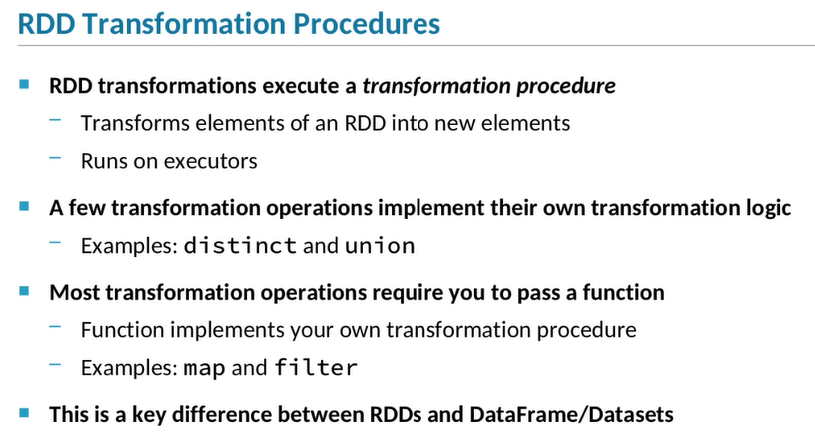 RDD Transformation Procedures
▪ RDD transformations execute a transformation procedure
– Transforms elements of an RDD into new elements
– Runs on executors
▪ A few transformation operations implement their own transformation logic
– Examples: distinct and union
▪ Most transformation operations require you to pass a function
– Function implements your own transformation procedure
– Examples: map and filter
▪ This is a key difference between RDDs and DataFrame/Datasets